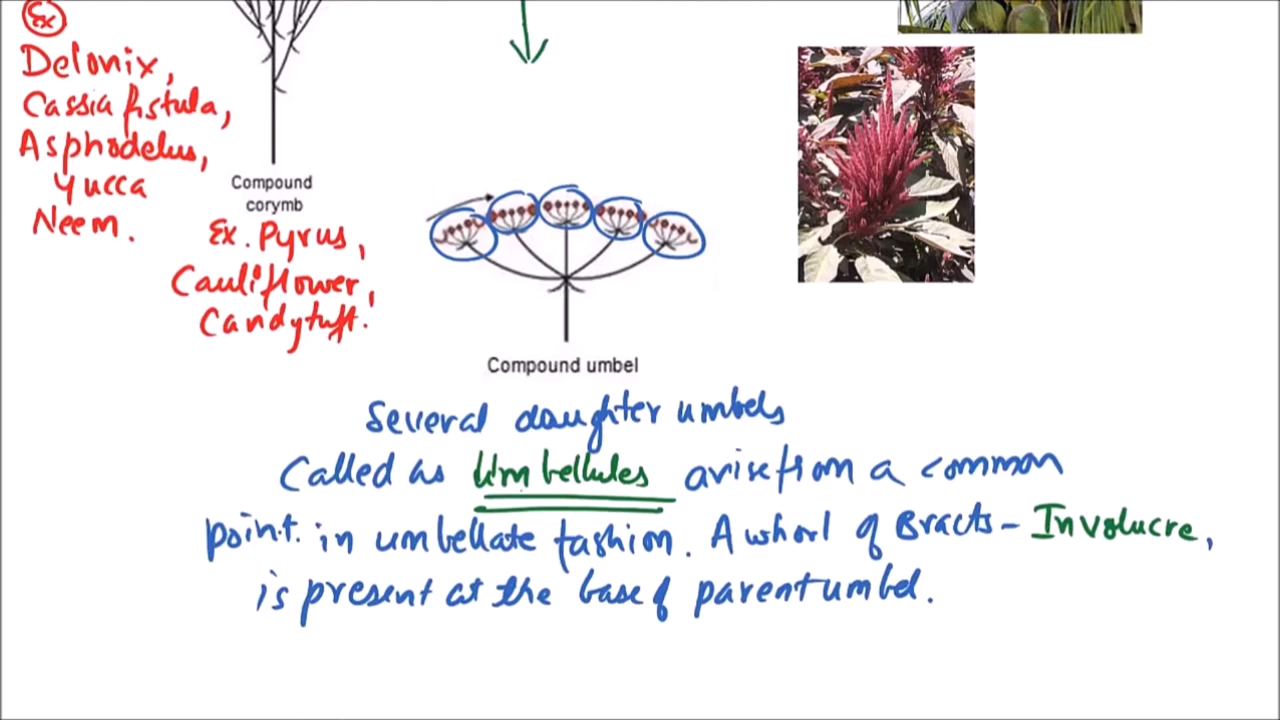 Ex
Delonix,
Cassia fistula,
Asphodelus,
Yucca
Neem.
Compound
corymb
Ex. Pyrus,
Cauliflower,
Candytuft.
Compound umbel
Several daughter umbels
Called as Umbellules arise from a common
point in umbellate fashion. A whorl of Bracts - Involucre,
is present at the base of parent umbel.